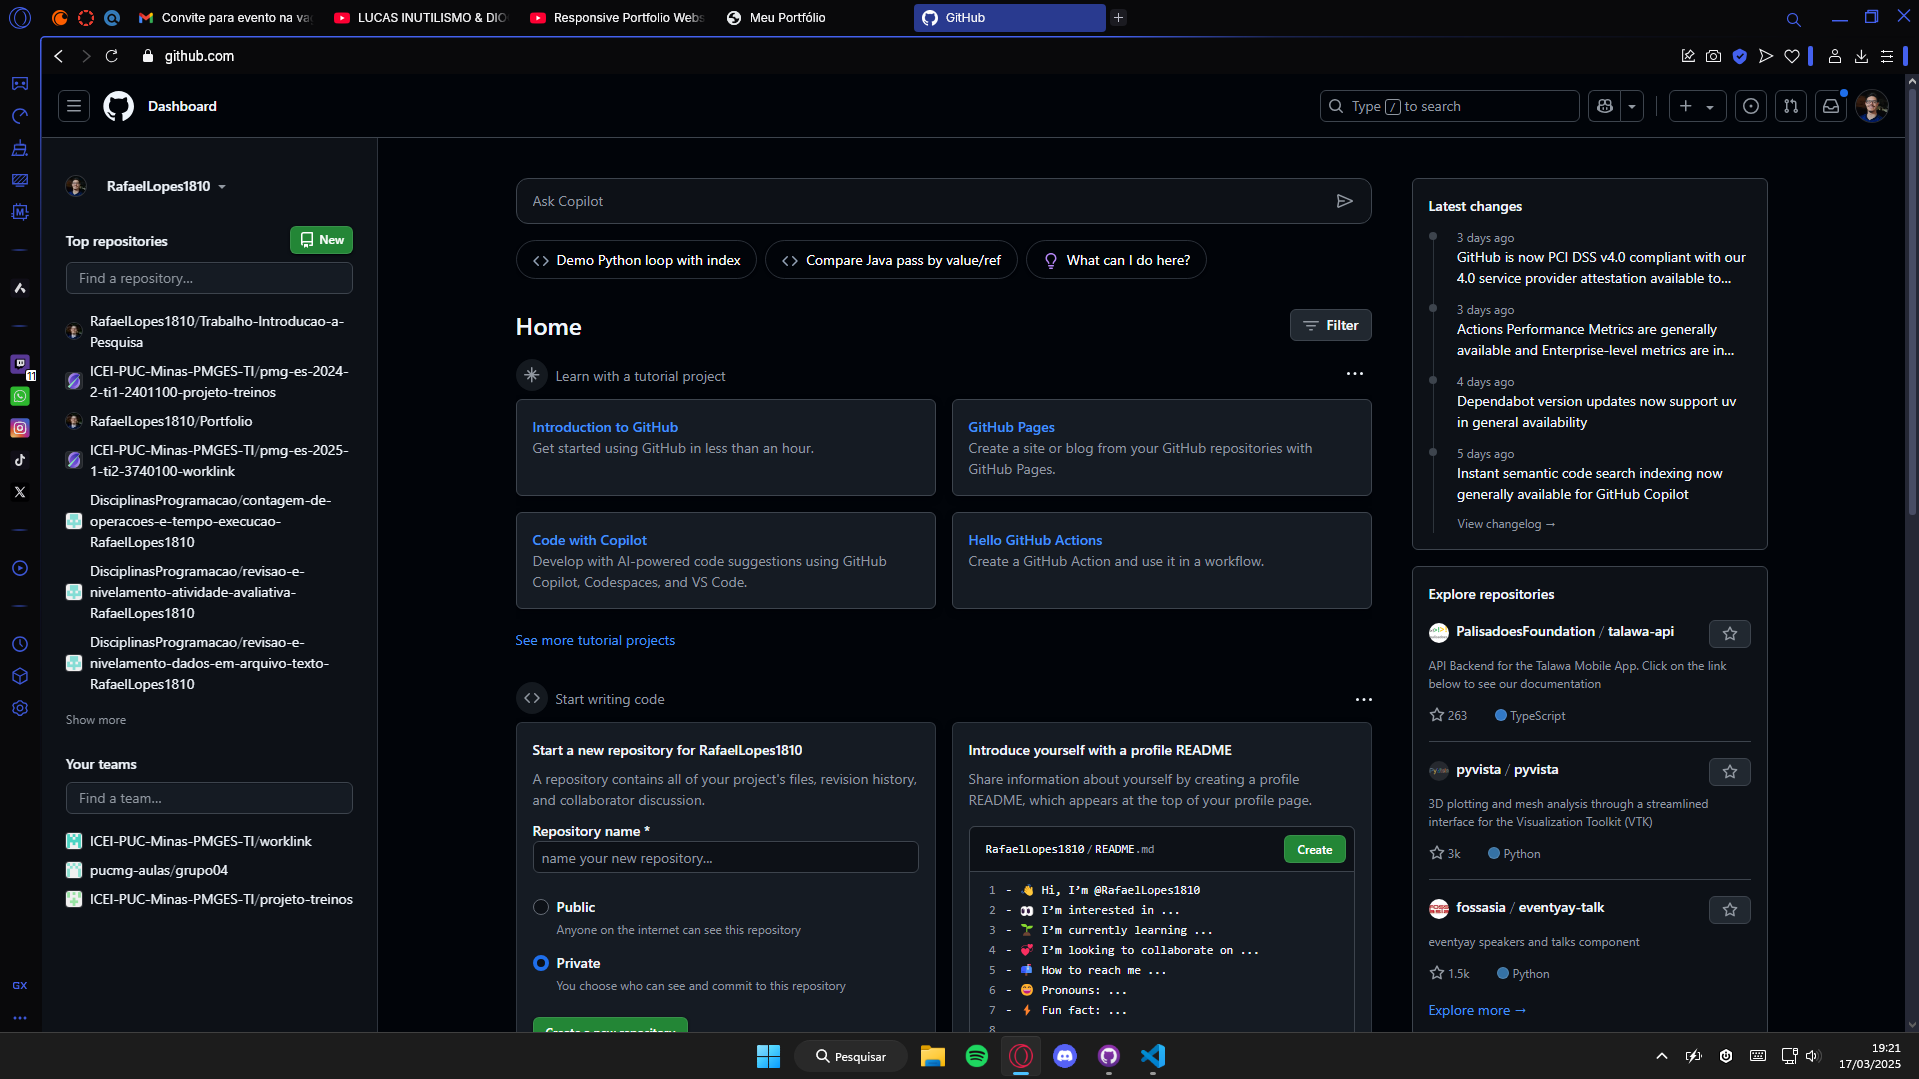 Convite para evento na va
LUCAS INUTILISMO & DIO
Responsive Portfolio Webs
Meu Portfólio
GitHub
github.com
Dashboard
Type / to search
RafaelLopes1810
Top repositories
New
Find a repository...
RafaelLopes1810/Trabalho-Introducao-a-
Pesquisa
ICEI-PUC-Minas-PMGES-TI/pmg-es-2024-
2-ti1-2401100-projeto-treinos
RafaelLopes1810/Portfolio
ICEI-PUC-Minas-PMGES-TI/pmg-es-2025-
1-ti2-3740100-worklink
DisciplinasProgramacao/contagem-de-
operacoes-e-tempo-execucao-
RafaelLopes1810
DisciplinasProgramacao/revisao-e-
nivelamento-atividade-avaliativa-
RafaelLopes1810
DisciplinasProgramacao/revisao-e-
nivelamento-dados-em-arquivo-texto-
RafaelLopes1810
Show more
Your teams
Find a team...
ICEI-PUC-Minas-PMGES-TI/worklink
pucmg-aulas/grupo04
ICEI-PUC-Minas-PMGES-TI/projeto-treinos
11
GX
Ask Copilot
Demo Python loop with index
Compare Java pass by value/ref
What can I do here?
Home
Filter
Learn with a tutorial project
Introduction to GitHub
Get started using GitHub in less than an hour.
GitHub Pages
Create a site or blog from your GitHub repositories with
GitHub Pages.
Code with Copilot
Develop with AI-powered code suggestions using GitHub
Copilot, Codespaces, and VS Code.
Hello GitHub Actions
Create a GitHub Action and use it in a workflow.
See more tutorial projects
Start writing code
Start a new repository for RafaelLopes1810
A repository contains all of your project's files, revision history,
and collaborator discussion.
Repository name *
name your new repository...
Public
Anyone on the internet can see this repository
Private
You choose who can see and commit to this repository
Create a new repository
Introduce yourself with a profile README
Share information about yourself by creating a profile
README, which appears at the top of your profile page.
RafaelLopes1810 / README.md
Create
1 - 👋 Hi, I'm @RafaelLopes1810
2 - 👀 I'm interested in ...
3 - 🌱 I'm currently learning ...
4 - 💞️ I'm looking to collaborate on ...
5 - 📫 How to reach me ...
6 - 😄 Pronouns: ...
7 - ⚡ Fun fact: ...
8
Latest changes
3 days ago
GitHub is now PCI DSS v4.0 compliant with our
4.0 service provider attestation available to...
3 days ago
Actions Performance Metrics are generally
available and Enterprise-level metrics are in...
4 days ago
Dependabot version updates now support uv
in general availability
5 days ago
Instant semantic code search indexing now
generally available for GitHub Copilot
View changelog →
Explore repositories
PalisadoesFoundation / talawa-api
API Backend for the Talawa Mobile App. Click on the link
below to see our documentation
263 TypeScript
pyvista / pyvista
3D plotting and mesh analysis through a streamlined
interface for the Visualization Toolkit (VTK)
3k Python
fossasia / eventyay-talk
eventyay speakers and talks component
1.5k Python
Explore more →
Pesquisar
19:21
17/03/2025